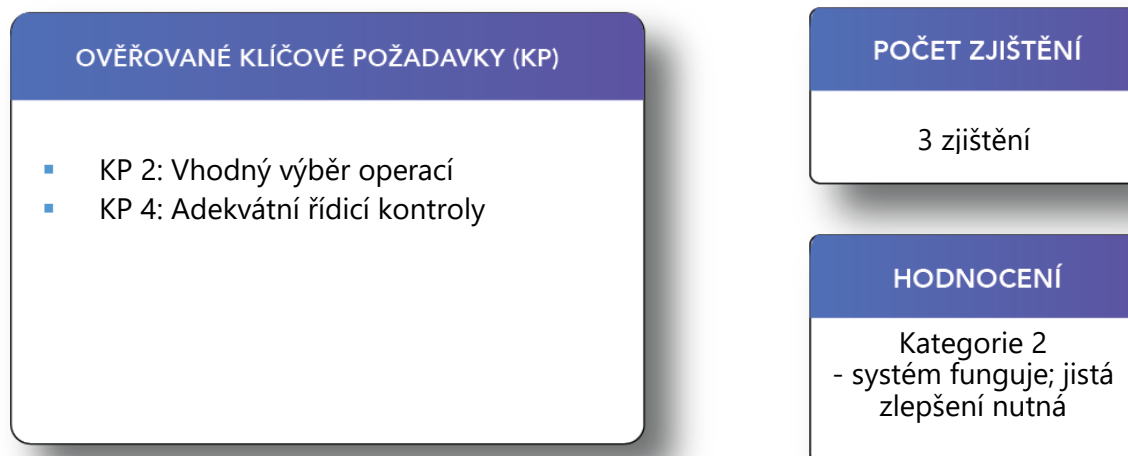 OVĚŘOVANÉ KLÍČOVÉ POŽADAVKY (KP)
▪ KP 2: Vhodný výběr operací
▪ KP 4: Adekvátní řídicí kontroly
POČET ZJIŠTĚNÍ
3 zjištění
HODNOCENÍ
Kategorie 2
- systém funguje; jistá
zlepšení nutná